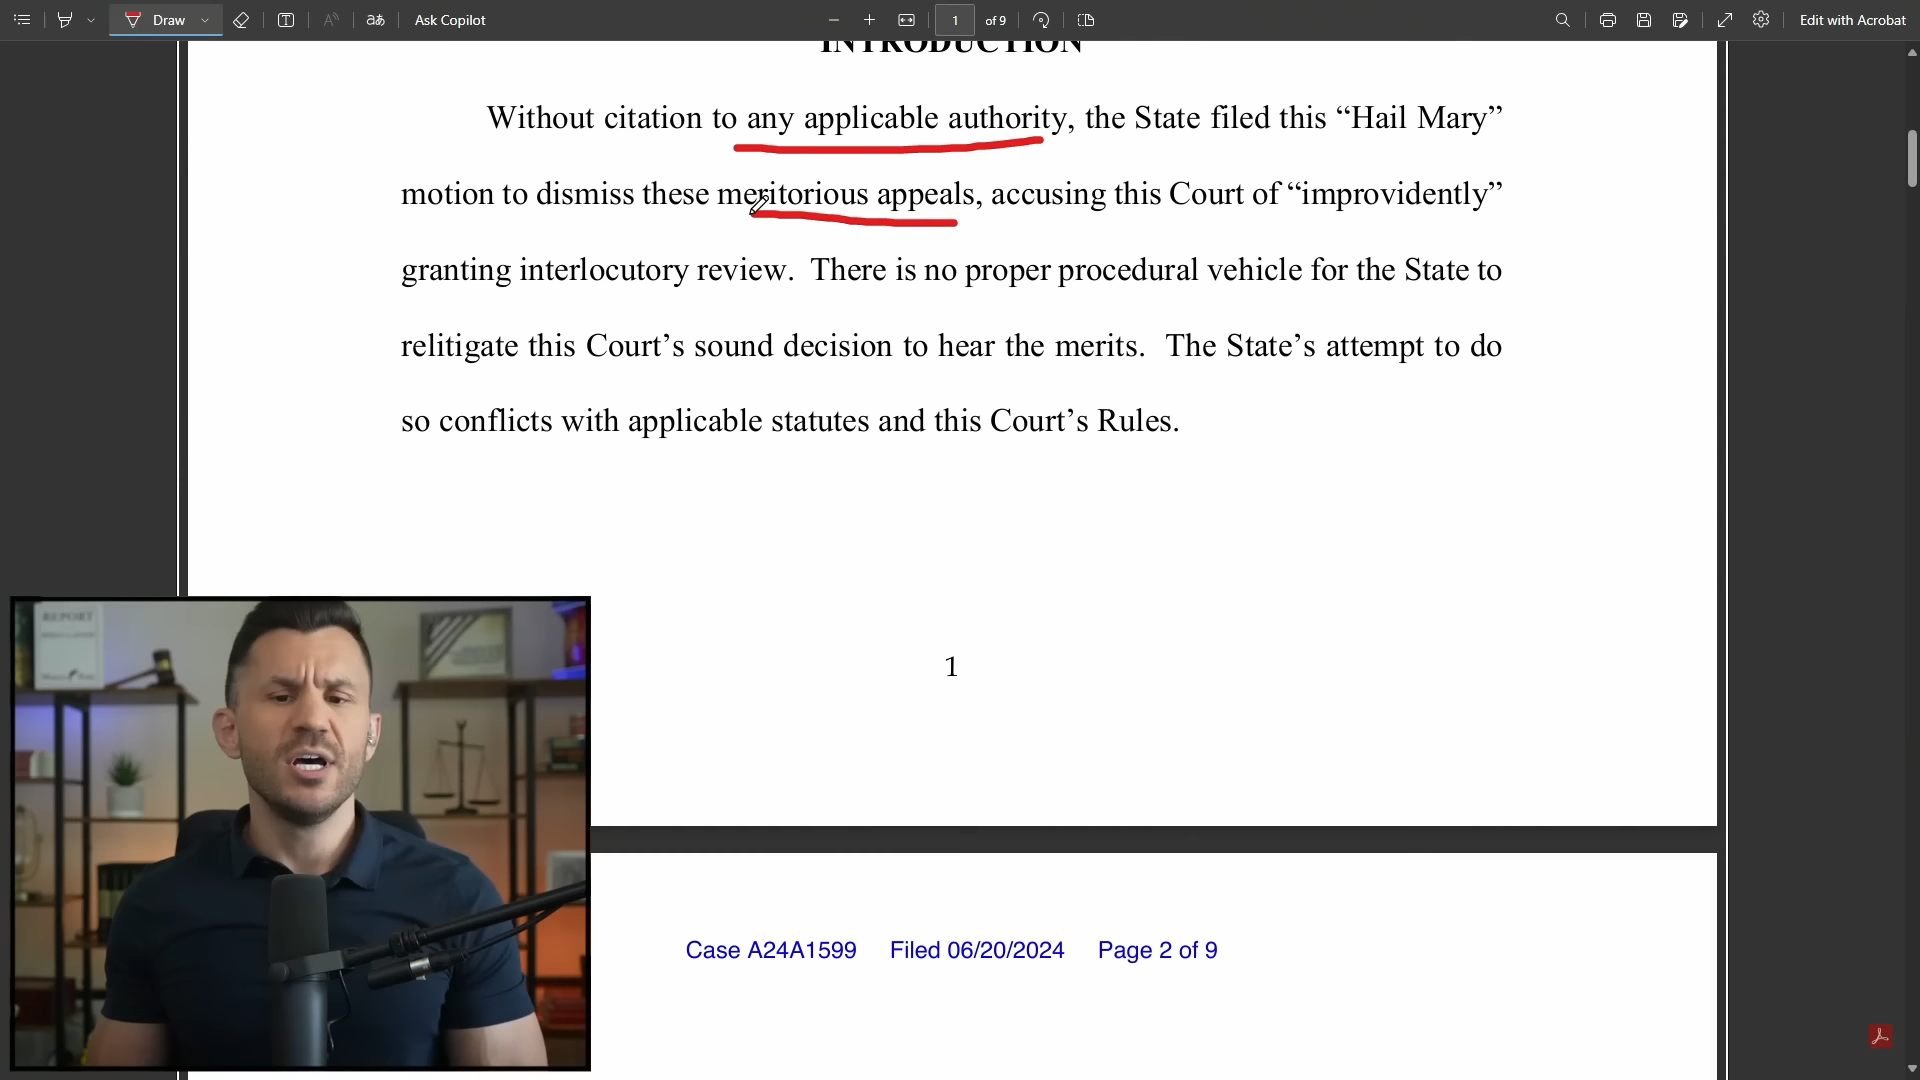 Draw
aあ
Ask Copilot
1
of 9
Edit with Acrobat
INTRODUCTION
Without citation to any applicable authority, the State filed this “Hail Mary”
motion to dismiss these meritorious appeals, accusing this Court of “improvidently”
granting interlocutory review.  There is no proper procedural vehicle for the State to
relitigate this Court’s sound decision to hear the merits.  The State’s attempt to do
so conflicts with applicable statutes and this Court’s Rules.
1
REPORT
Case A24A1599 Filed 06/20/2024 Page 2 of 9